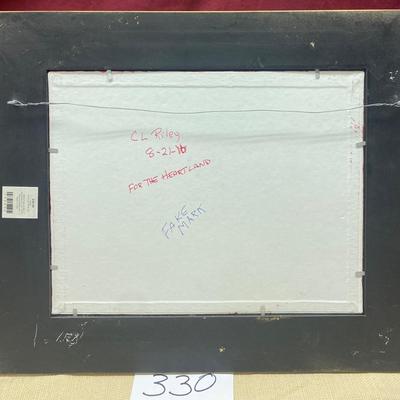 CL Riley
8-21-16
FOR THE HEARTLAND
FAKE
MARK
330